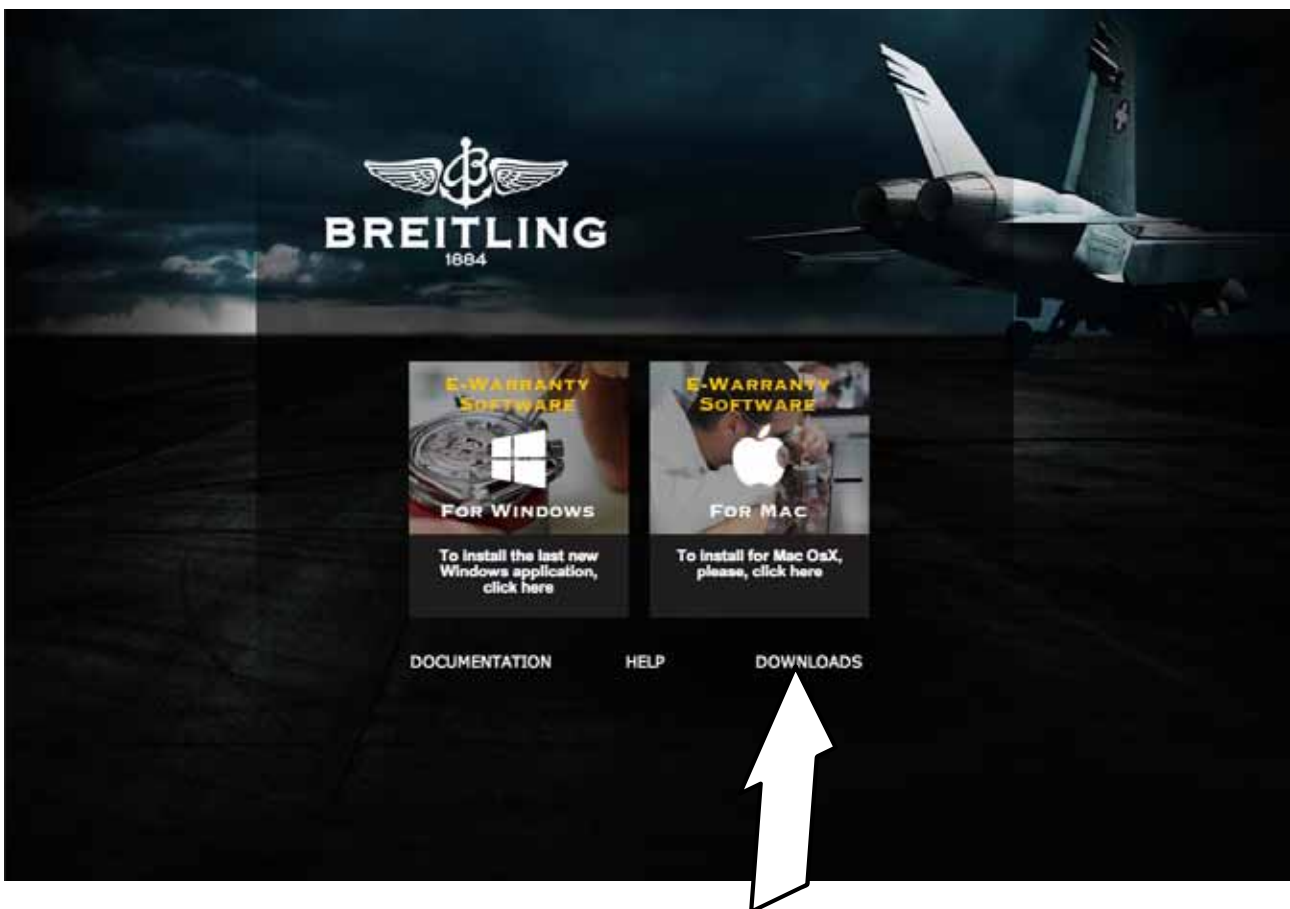 BREITLING
1884
E-WARRANTY
SOFTWARE
FOR WINDOWS
To install the last new
Windows application,
click here
E-WARRANTY
SOFTWARE
FOR MAC
To install for Mac OsX,
please, click here
DOCUMENTATION HELP DOWNLOADS